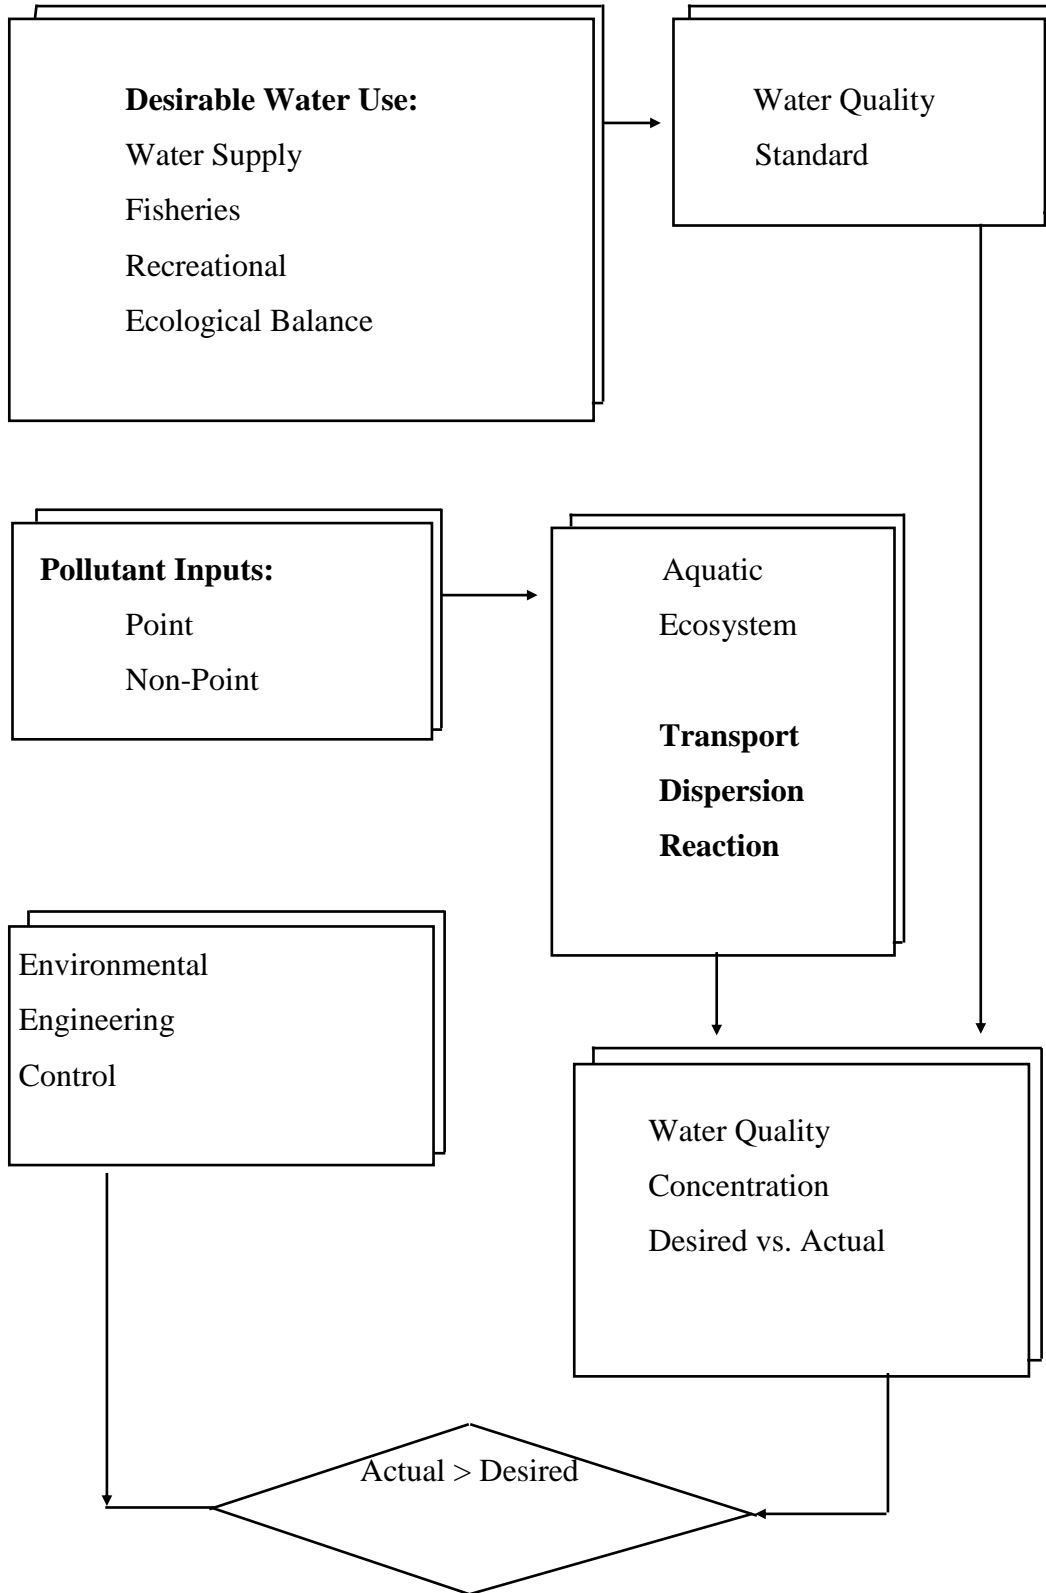 Desirable Water Use:
Water Supply
Fisheries
Recreational
Ecological Balance
Water Quality
Standard
Pollutant Inputs:
Point
Non-Point
Aquatic
Ecosystem
Transport
Dispersion
Reaction
Environmental
Engineering
Control
Water Quality
Concentration
Desired vs. Actual
Actual > Desired